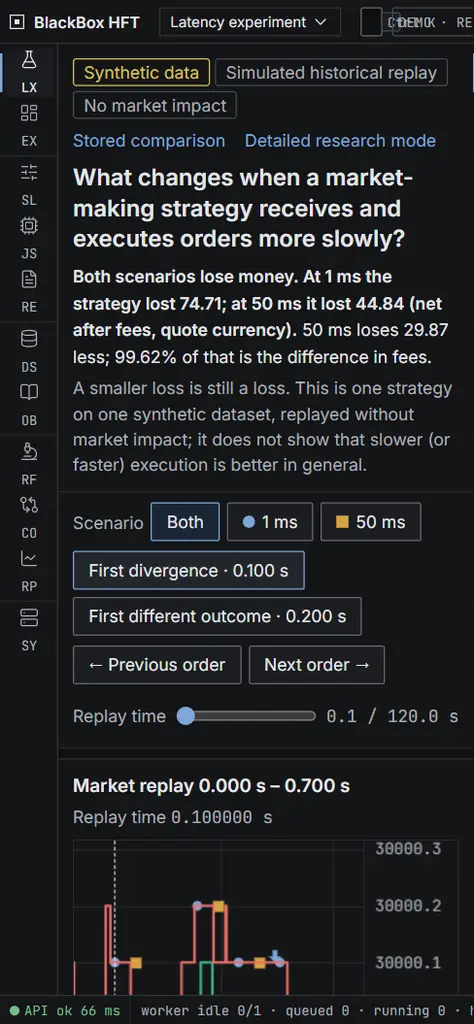 BlackBox HFT
Latency experiment
DEMO · RE
Synthetic data
Simulated historical replay
No market impact
Stored comparison
Detailed research mode
What changes when a market-
making strategy receives and
executes orders more slowly?
Both scenarios lose money. At 1 ms the
strategy lost 74.71; at 50 ms it lost 44.84 (net
after fees, quote currency). 50 ms loses 29.87
less; 99.62% of that is the difference in fees.
A smaller loss is still a loss. This is one strategy
on one synthetic dataset, replayed without
market impact; it does not show that slower (or
faster) execution is better in general.
Scenario
Both
1 ms
50 ms
First divergence · 0.100 s
First different outcome · 0.200 s
← Previous order
Next order →
Replay time
0.1 / 120.0 s
Market replay 0.000 s – 0.700 s
Replay time 0.100000 s
30000.3
30000.2
30000.1
LX
EX
SL
JS
RE
DS
OB
RF
CO
RP
SY
API ok 66 ms
worker idle 0/1 · queued 0 · running 0 ·